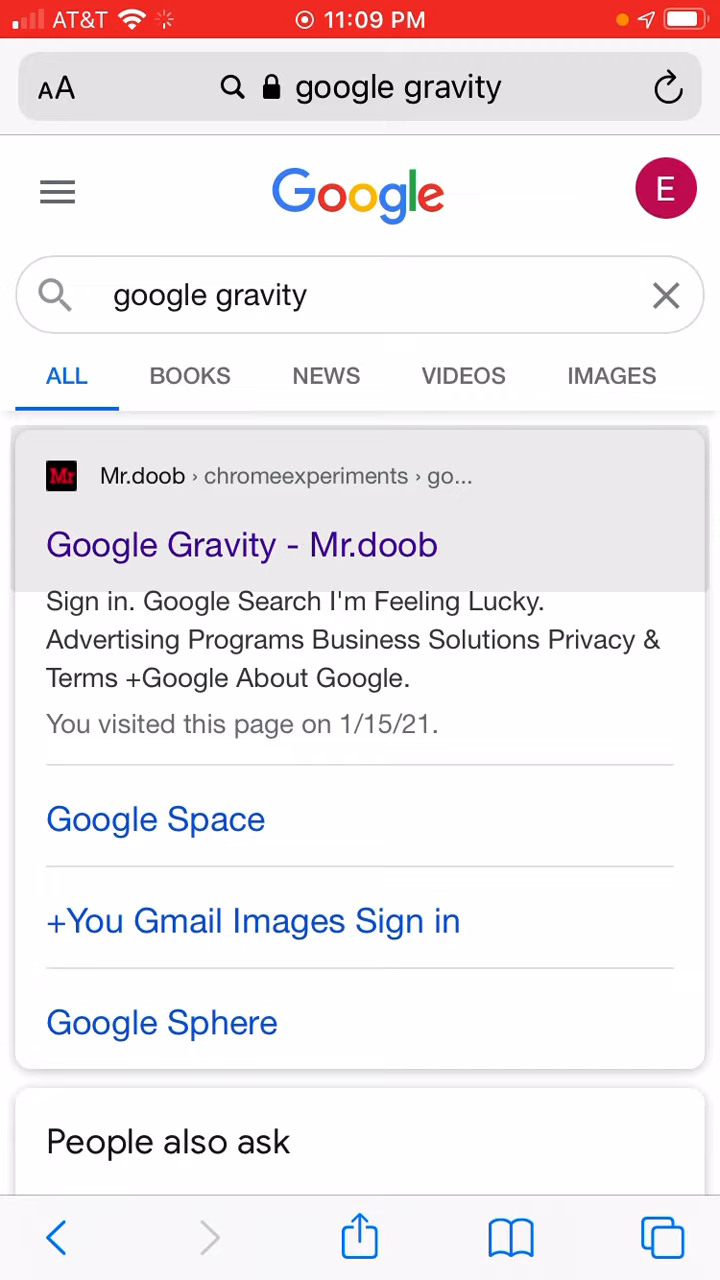 AT&T 11:09 PM
AA google gravity
Google E
google gravity
ALL BOOKS NEWS VIDEOS IMAGES
Mr Mr.doob › chromeexperiments › go...
Google Gravity - Mr.doob
Sign in. Google Search I'm Feeling Lucky.
Advertising Programs Business Solutions Privacy &
Terms +Google About Google.
You visited this page on 1/15/21.
Google Space
+You Gmail Images Sign in
Google Sphere
People also ask